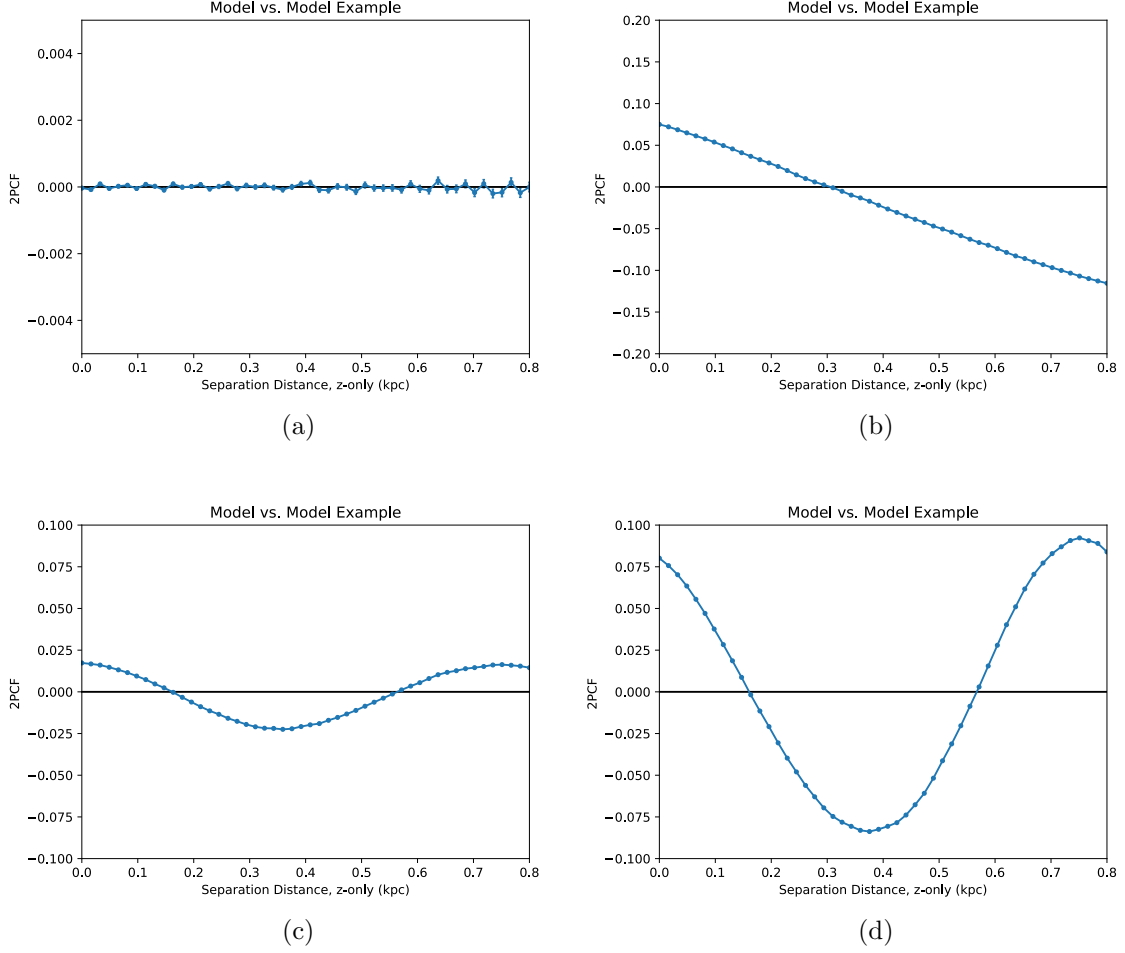 Model vs. Model Example
0.004
0.002
0.000
−0.002
−0.004
2PCF
0.0 0.1 0.2 0.3 0.4 0.5 0.6 0.7 0.8
Separation Distance, z-only (kpc)
(a)
Model vs. Model Example
0.20
0.15
0.10
0.05
0.00
−0.05
−0.10
−0.15
−0.20
2PCF
0.0 0.1 0.2 0.3 0.4 0.5 0.6 0.7 0.8
Separation Distance, z-only (kpc)
(b)
Model vs. Model Example
0.100
0.075
0.050
0.025
0.000
−0.025
−0.050
−0.075
−0.100
2PCF
0.0 0.1 0.2 0.3 0.4 0.5 0.6 0.7 0.8
Separation Distance, z-only (kpc)
(c)
Model vs. Model Example
0.100
0.075
0.050
0.025
0.000
−0.025
−0.050
−0.075
−0.100
2PCF
0.0 0.1 0.2 0.3 0.4 0.5 0.6 0.7 0.8
Separation Distance, z-only (kpc)
(d)